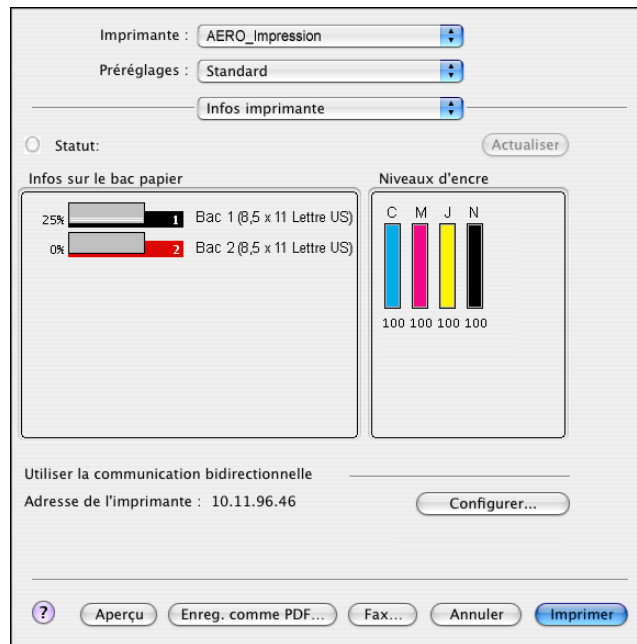 Imprimante : AERO_Impression
Préréglages : Standard
Infos imprimante
Statut: Actualiser
Infos sur le bac papier Niveaux d'encre
C M J N
25% 1 Bac 1 (8,5 x 11 Lettre US)
0% 2 Bac 2 (8,5 x 11 Lettre US)
100 100 100 100
Utiliser la communication bidirectionnelle
Adresse de l'imprimante : 10.11.96.46 Configurer...
? Aperçu Enreg. comme PDF... Fax... Annuler Imprimer